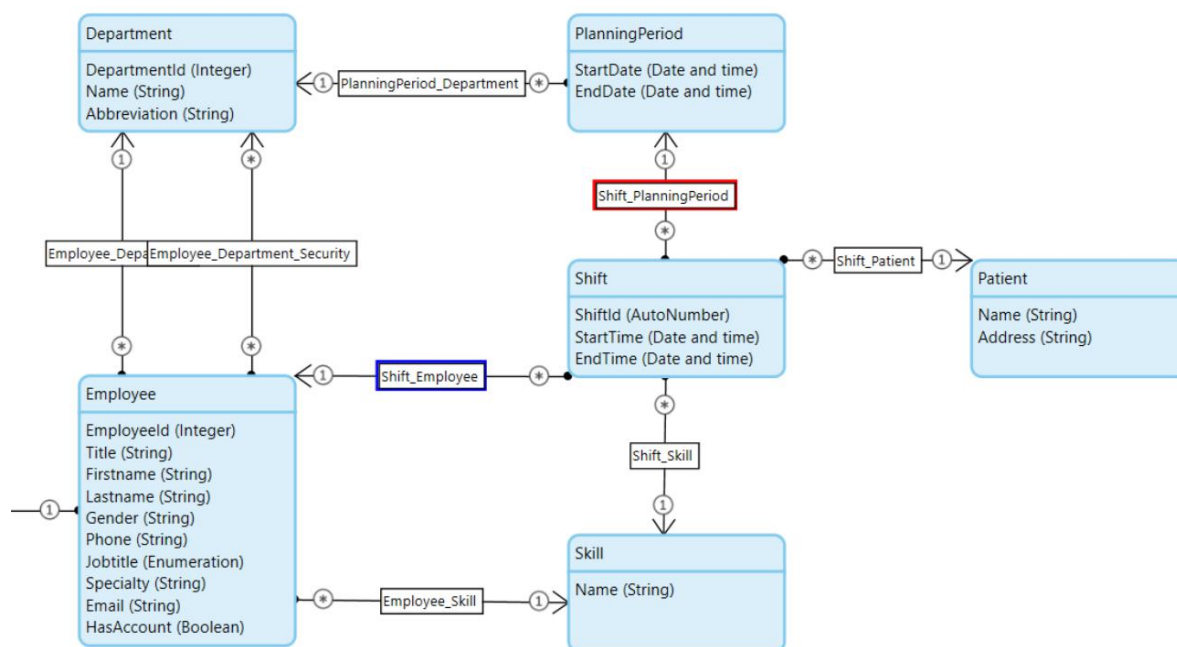 Department
DepartmentId (Integer)
Name (String)
Abbreviation (String)
1
PlanningPeriod_Department
*
PlanningPeriod
StartDate (Date and time)
EndDate (Date and time)
1
*
1
Shift_PlanningPeriod
*
Employee_Depa
Employee_Department_Security
*
*
Shift
ShiftId (AutoNumber)
StartTime (Date and time)
EndTime (Date and time)
*
Shift_Patient
1
Patient
Name (String)
Address (String)
1
Shift_Employee
*
Employee
EmployeeId (Integer)
Title (String)
Firstname (String)
Lastname (String)
Gender (String)
Phone (String)
Jobtitle (Enumeration)
Specialty (String)
Email (String)
HasAccount (Boolean)
1
*
Shift_Skill
1
Skill
Name (String)
*
Employee_Skill
1